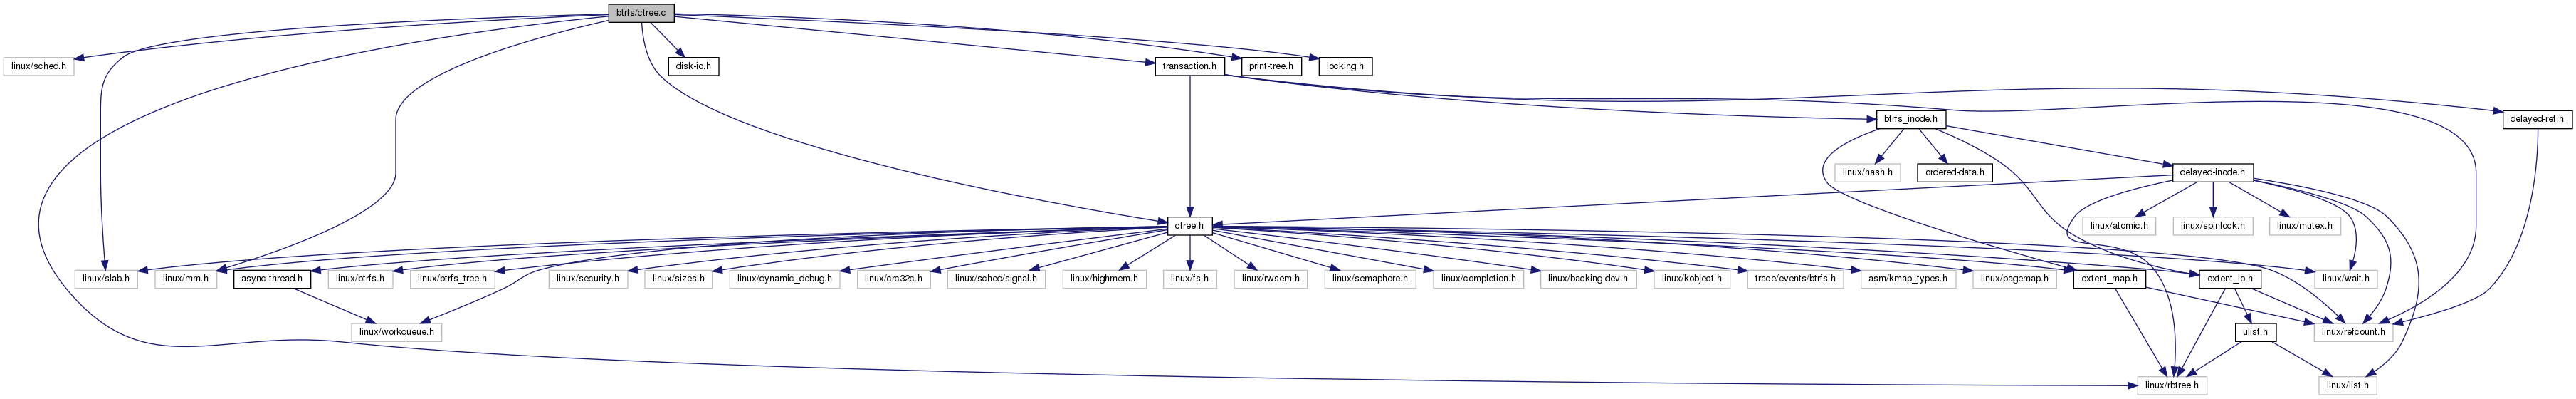 btrfs/ctree.c
linux/sched.h
disk-io.h
transaction.h
print-tree.h
locking.h
btrfs_inode.h
delayed-ref.h
linux/hash.h
ordered-data.h
delayed-inode.h
ctree.h
linux/atomic.h
linux/spinlock.h
linux/mutex.h
linux/slab.h
linux/mm.h
async-thread.h
linux/btrfs.h
linux/btrfs_tree.h
linux/security.h
linux/sizes.h
linux/dynamic_debug.h
linux/crc32c.h
linux/sched/signal.h
linux/highmem.h
linux/fs.h
linux/rwsem.h
linux/semaphore.h
linux/completion.h
linux/backing-dev.h
linux/kobject.h
trace/events/btrfs.h
asm/kmap_types.h
linux/pagemap.h
extent_map.h
extent_io.h
linux/wait.h
linux/workqueue.h
ulist.h
linux/refcount.h
linux/rbtree.h
linux/list.h